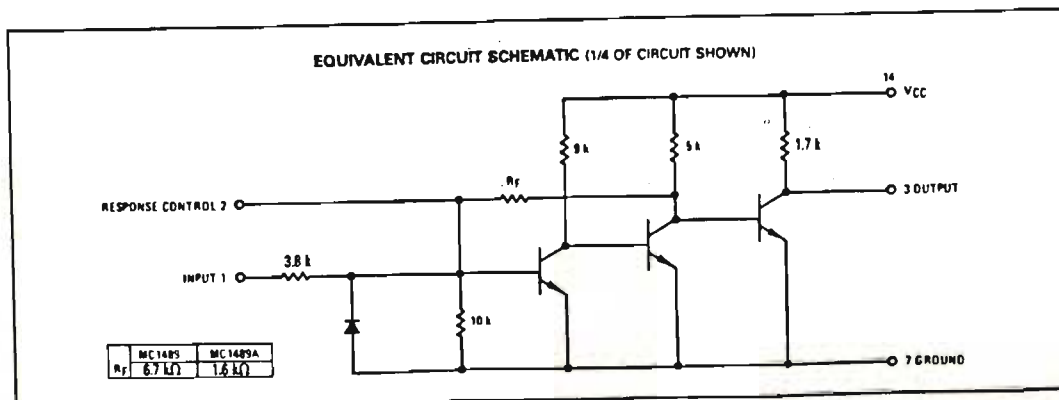 EQUIVALENT CIRCUIT SCHEMATIC (1/4 OF CIRCUIT SHOWN)
14
VCC
9 k
5 k
1.7 k
RF
RESPONSE CONTROL 2
3 OUTPUT
3.8 k
INPUT 1
10 k
MC1489 MC1489A
RF 6.7 kΩ 1.6 kΩ
7 GROUND